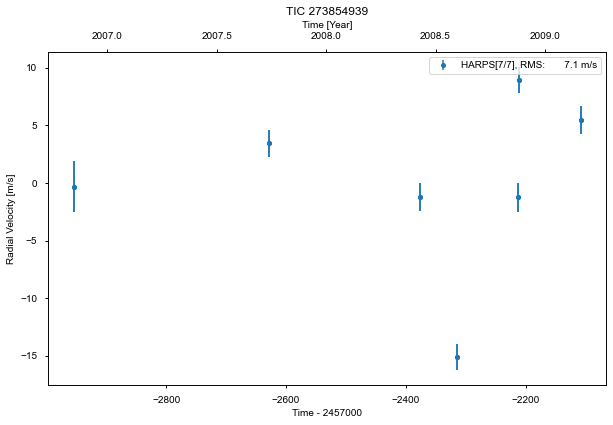 TIC 273854939
Time [Year]
2007.0 2007.5 2008.0 2008.5 2009.0
HARPS[7/7], RMS: 7.1 m/s
10
5
0
−5
−10
−15
Radial Velocity [m/s]
−2800 −2600 −2400 −2200
Time - 2457000